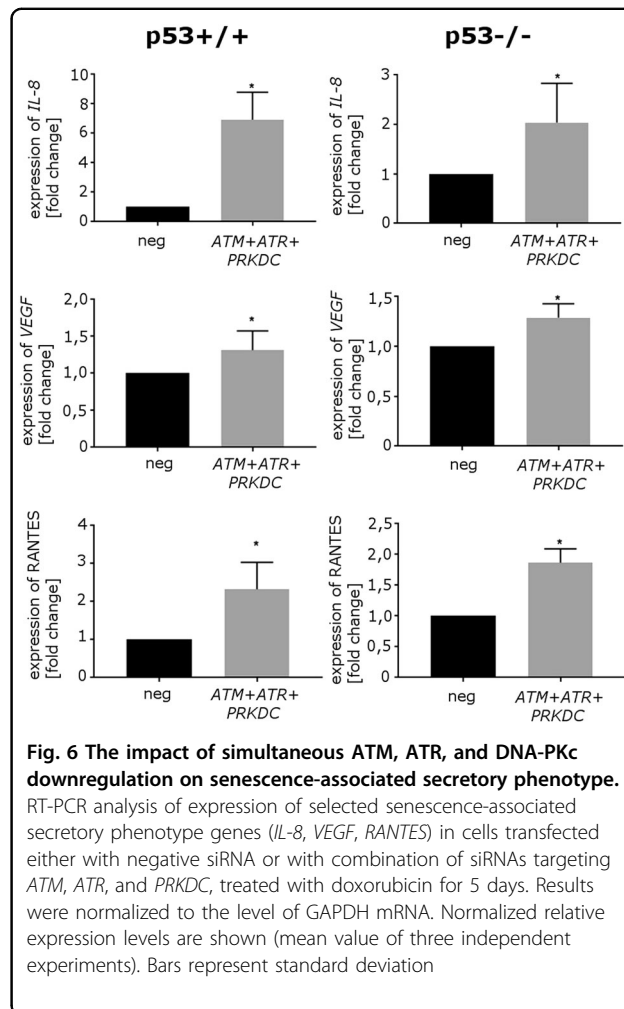 p53+/+
p53-/-
expression of IL-8
[fold change]
10
8
6
4
2
0
*
neg
ATM+ATR+
PRKDC
expression of IL-8
[fold change]
3
2
1
0
*
neg
ATM+ATR+
PRKDC
expression of VEGF
[fold change]
2,0
1,5
1,0
0,5
0
*
neg
ATM+ATR+
PRKDC
expression of VEGF
[fold change]
1,5
1,0
0,5
0
*
neg
ATM+ATR+
PRKDC
expression of RANTES
[fold change]
4
3
2
1
0
*
neg
ATM+ATR+
PRKDC
expression of RANTES
[fold change]
2,5
2,0
1,5
1,0
0,5
0
*
neg
ATM+ATR+
PRKDC
Fig. 6 The impact of simultaneous ATM, ATR, and DNA-PKc
downregulation on senescence-associated secretory phenotype.
RT-PCR analysis of expression of selected senescence-associated
secretory phenotype genes (IL-8, VEGF, RANTES) in cells transfected
either with negative siRNA or with combination of siRNAs targeting
ATM, ATR, and PRKDC, treated with doxorubicin for 5 days. Results
were normalized to the level of GAPDH mRNA. Normalized relative
expression levels are shown (mean value of three independent
experiments). Bars represent standard deviation